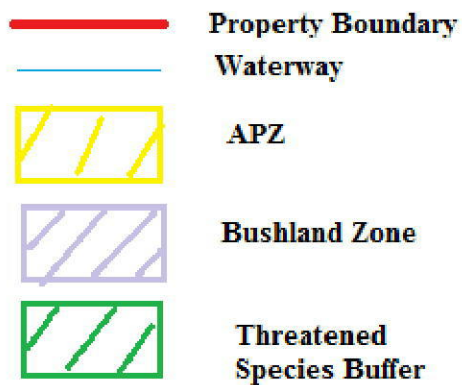 Property Boundary
Waterway
APZ
Bushland Zone
Threatened
Species Buffer